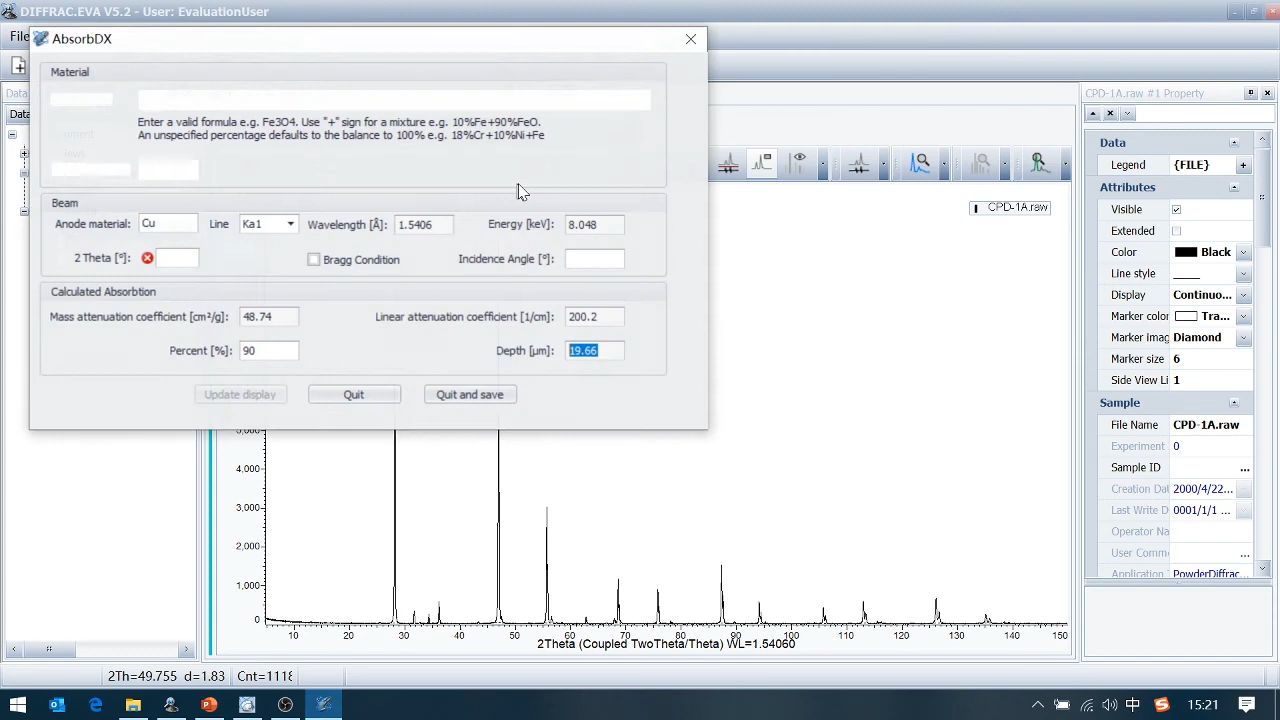 DIFFRAC.EVA V5.2 - User: EvaluationUser
File
AbsorbDX
Material
Enter a valid formula e.g. Fe3O4. Use "+" sign for a mixture e.g. 10%Fe+90%FeO.
An unspecified percentage defaults to the balance to 100% e.g. 18%Cr+10%Ni+Fe
Beam
Anode material: Cu Line Ka1 Wavelength [Å]: 1.5406 Energy [keV]: 8.048
2 Theta [º]: Bragg Condition Incidence Angle [º]:
Calculated Absorbtion
Mass attenuation coefficient [cm²/g]: 48.74 Linear attenuation coefficient [1/cm]: 200.2
Percent [%]: 90 Depth [µm]: 19.66
Update display Quit Quit and save
CPD-1A.raw
4,000
3,000
2,000
1,000
0
10 20 30 40 50 60 70 80 90 100 110 120 130 140 150
2Theta (Coupled TwoTheta/Theta) WL=1.54060
CPD-1A.raw #1 Property
Data
Legend {FILE} +
Attributes
Visible
Extended
Color Black
Line style
Display Continuo...
Marker color Tra...
Marker imag Diamond
Marker size 6
Side View Li 1
Sample
File Name CPD-1A.raw
Experiment 0
Sample ID ...
Creation Dat 2000/4/22...
Last Write D 0001/1/1 ...
Operator Na
User Comme ...
Application PowderDiffrac...
2Th=49.755 d=1.83 Cnt=1118
中 15:21